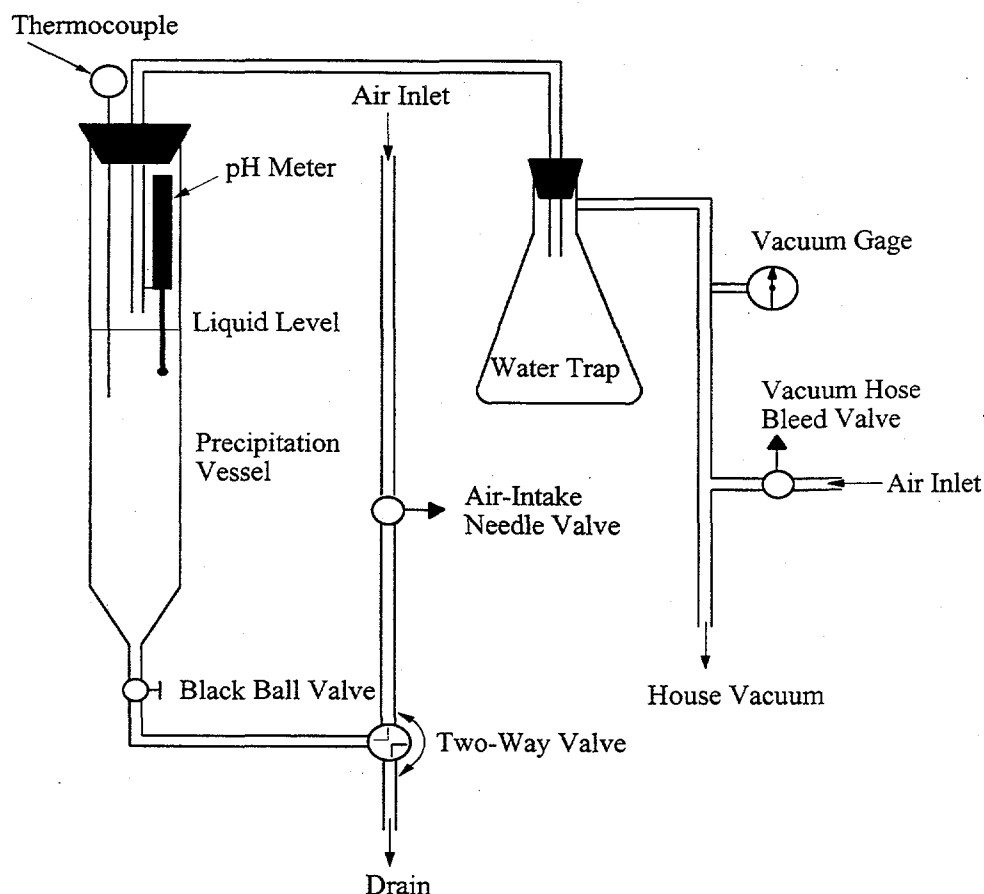 Thermocouple
Air Inlet
pH Meter
Vacuum Gage
Liquid Level
Water Trap
Vacuum Hose
Bleed Valve
Precipitation
Vessel
Air-Intake
Needle Valve
Air Inlet
Black Ball Valve
House Vacuum
Two-Way Valve
Drain